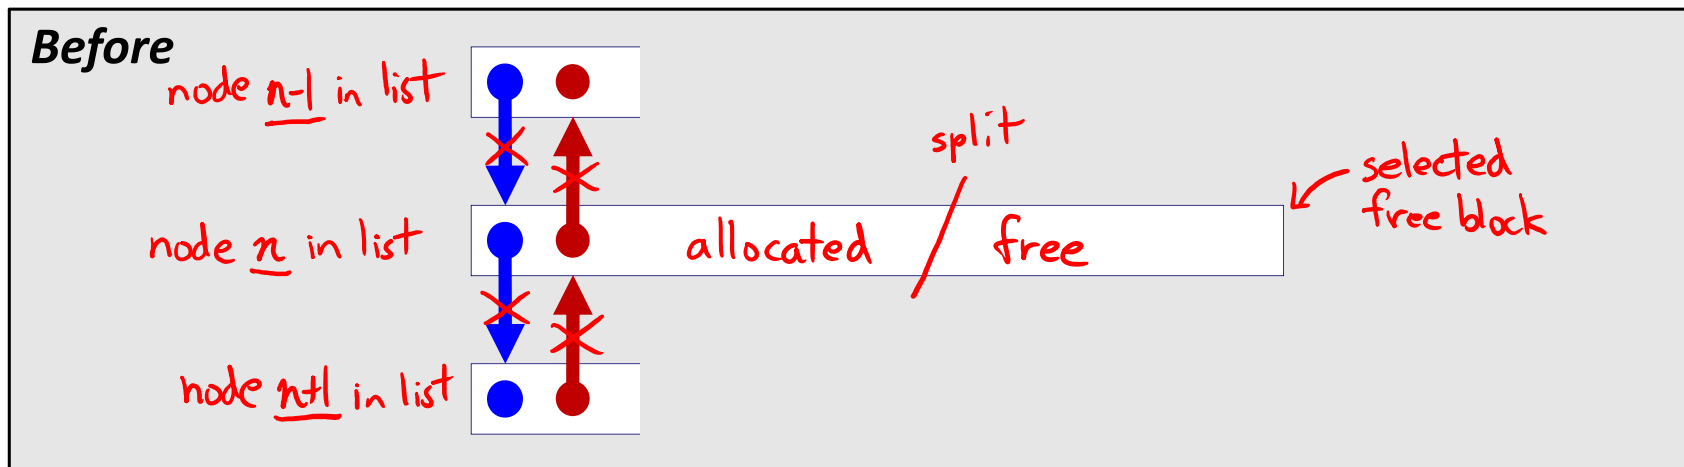 Before
node n-1 in list
split
selected
free block
node n in list
allocated / free
node n+1 in list